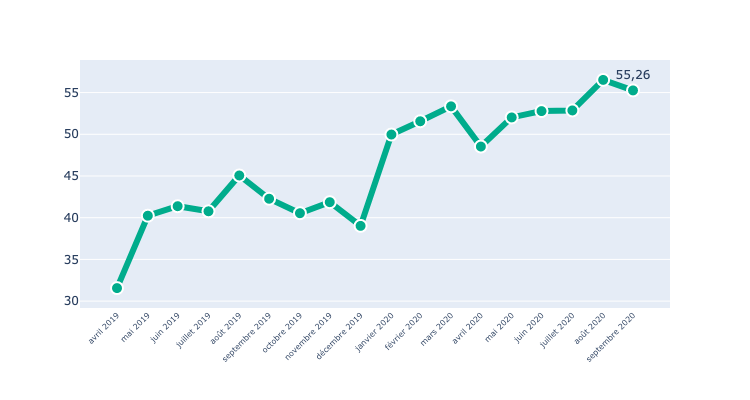 55,26
55
50
45
40
35
30
avril 2019
mai 2019
juin 2019
juillet 2019
août 2019
septembre 2019
octobre 2019
novembre 2019
décembre 2019
janvier 2020
février 2020
mars 2020
avril 2020
mai 2020
juin 2020
juillet 2020
août 2020
septembre 2020